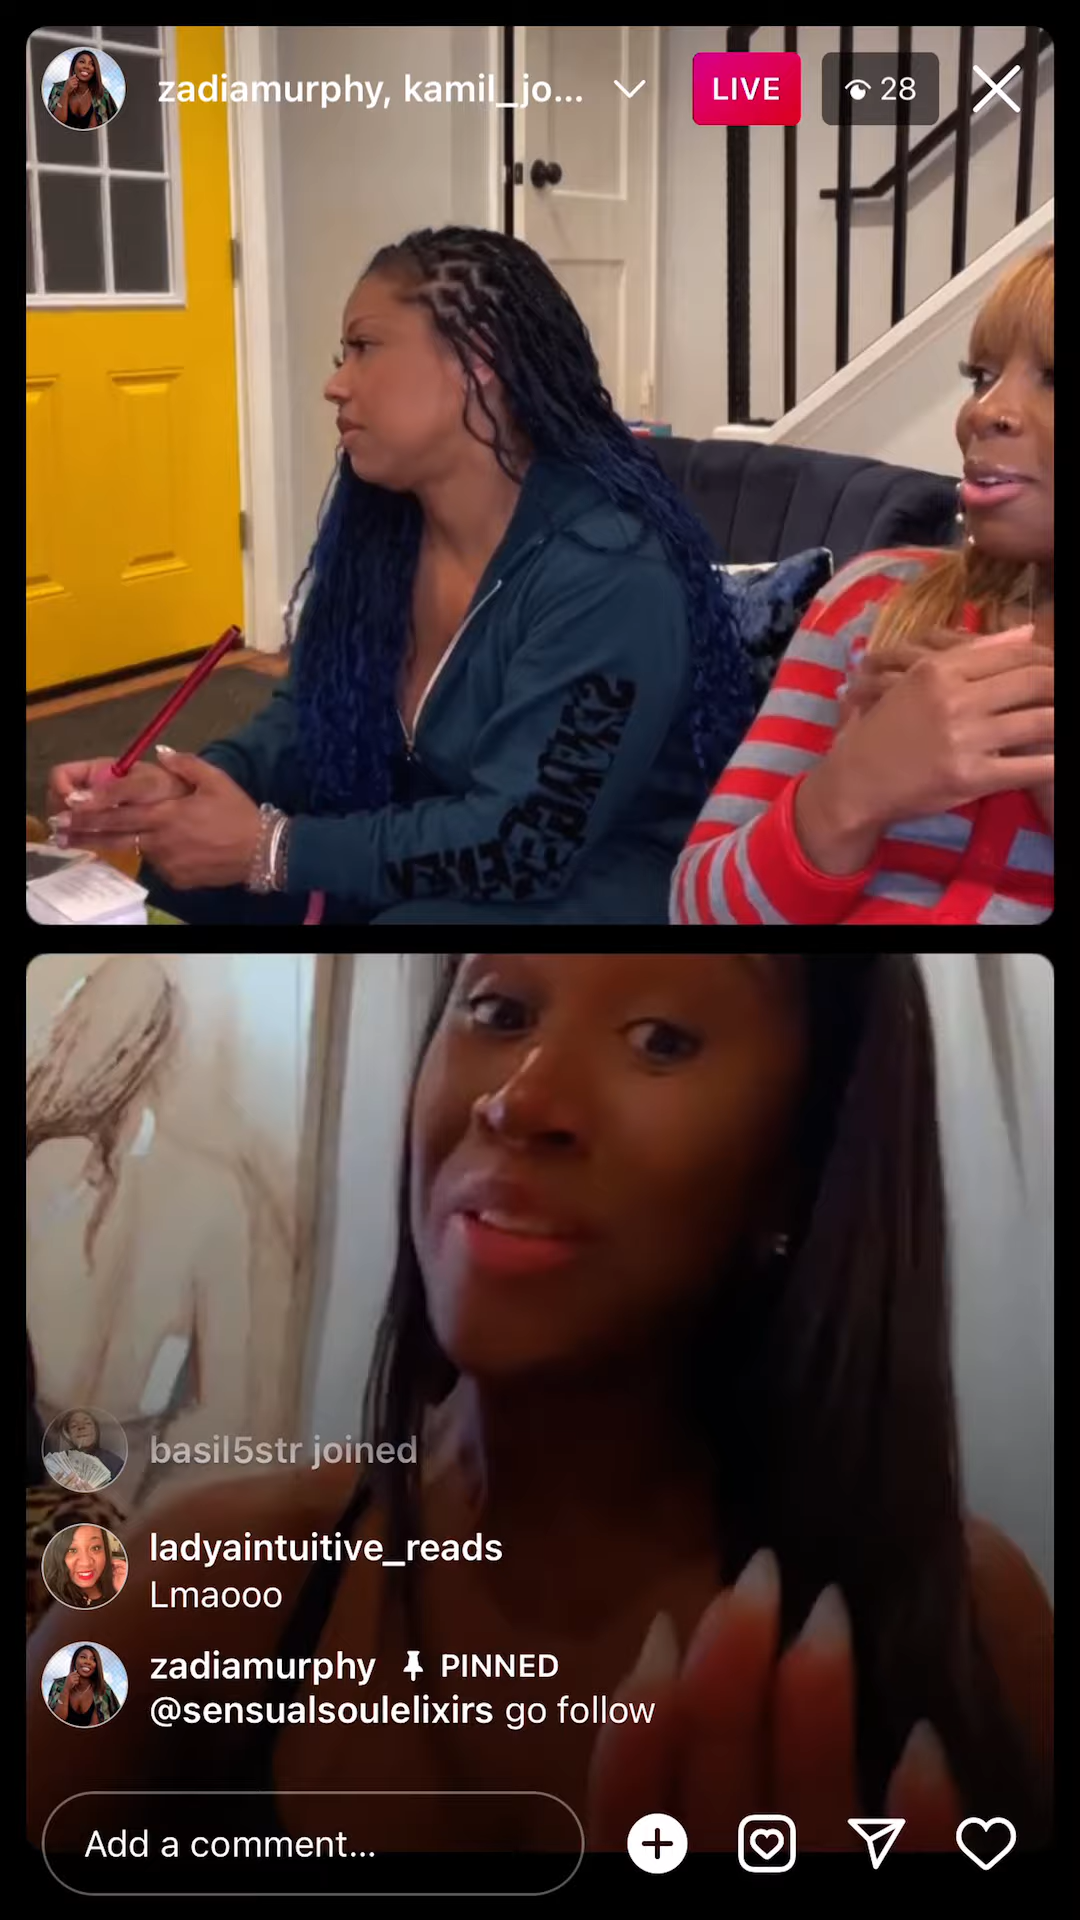 zadiamurphy, kamil_jo...
LIVE
28
basil5str joined
ladyaintuitive_reads
Lmaooo
zadiamurphy PINNED
@sensualsoulelixirs go follow
Add a comment...